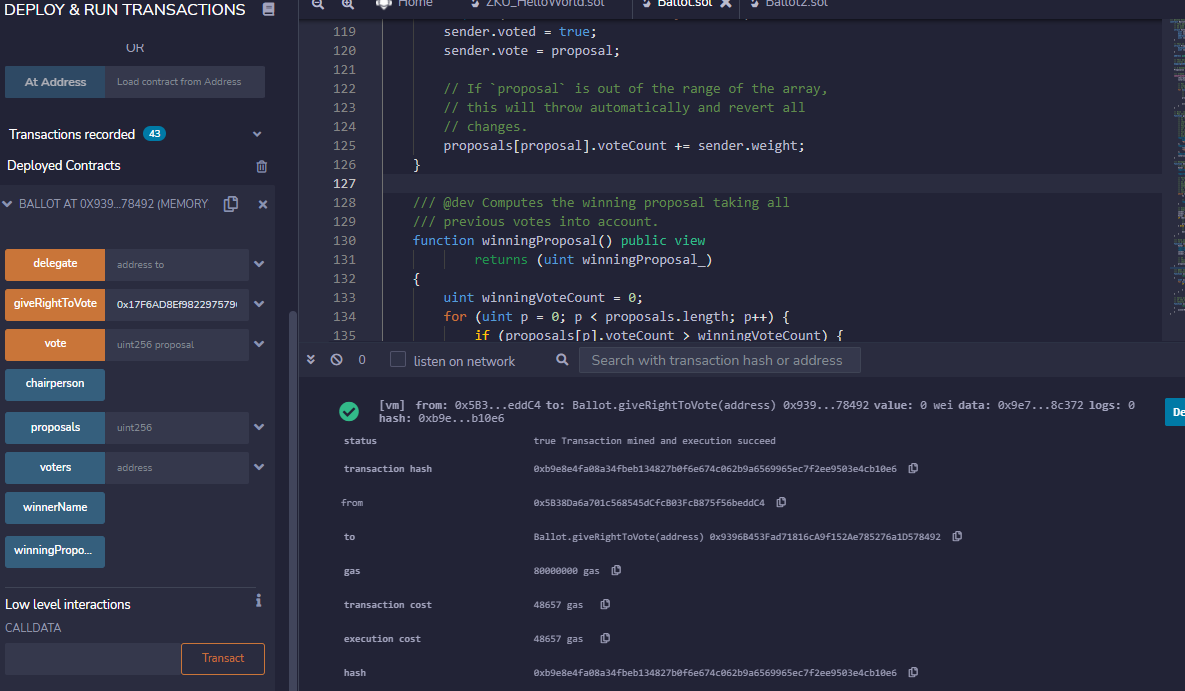 DEPLOY & RUN TRANSACTIONS
OR
At Address
Load contract from Address
Transactions recorded 43
Deployed Contracts
BALLOT AT 0X939...78492 (MEMORY
delegate
address to
giveRightToVote
0x17F6AD8Ef982297579
vote
uint256 proposal
chairperson
proposals
uint256
voters
address
winnerName
winningPropo...
Low level interactions
CALLDATA
Transact
Home
ZKU_HelloWorld.sol
Ballot.sol
Ballot2.sol
119 sender.voted = true;
120 sender.vote = proposal;
121
122 // If `proposal` is out of the range of the array,
123 // this will throw automatically and revert all
124 // changes.
125 proposals[proposal].voteCount += sender.weight;
126 }
127
128 /// @dev Computes the winning proposal taking all
129 /// previous votes into account.
130 function winningProposal() public view
131 returns (uint winningProposal_)
132 {
133 uint winningVoteCount = 0;
134 for (uint p = 0; p < proposals.length; p++) {
135 if (proposals[p].voteCount > winningVoteCount) {
0
listen on network
Search with transaction hash or address
[vm] from: 0x5B3...eddC4 to: Ballot.giveRightToVote(address) 0x939...78492 value: 0 wei data: 0x9e7...8c372 logs: 0
hash: 0xb9e...b10e6
De
status true Transaction mined and execution succeed
transaction hash 0xb9e8e4fa08a34fbeb134827b0f6e674c062b9a6569965ec7f2ee9503e4cb10e6
from 0x5B38Da6a701c568545dCfcB03FcB875f56beddC4
to Ballot.giveRightToVote(address) 0x9396B453Fad71816cA9f152Ae785276a1D578492
gas 80000000 gas
transaction cost 48657 gas
execution cost 48657 gas
hash 0xb9e8e4fa08a34fbeb134827b0f6e674c062b9a6569965ec7f2ee9503e4cb10e6